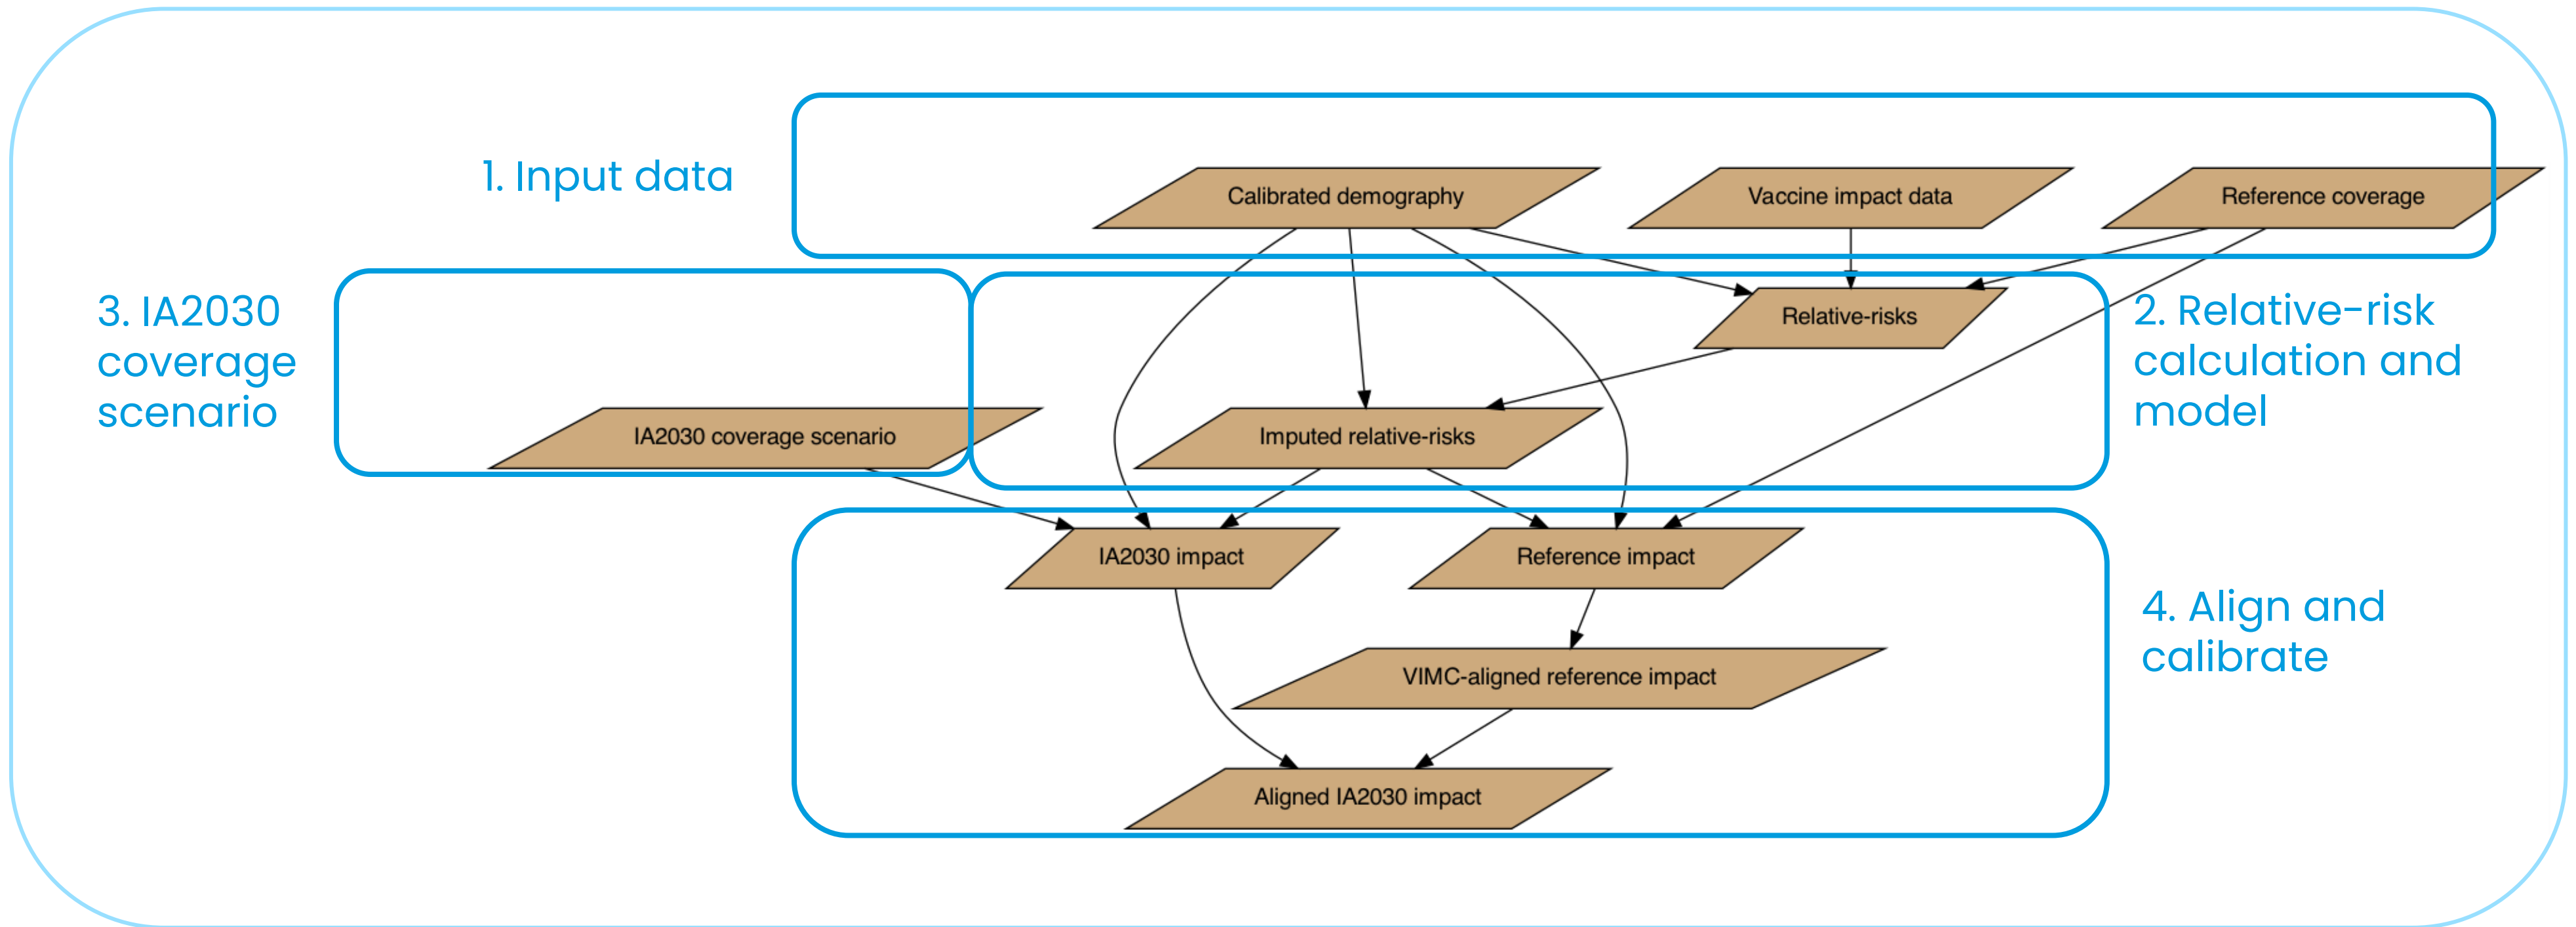 1. Input data
Calibrated demography
Vaccine impact data
Reference coverage
3. IA2030
coverage
scenario
2. Relative-risk
calculation and
model
Relative-risks
IA2030 coverage scenario
Imputed relative-risks
IA2030 impact
Reference impact
4. Align and
calibrate
VIMC-aligned reference impact
Aligned IA2030 impact